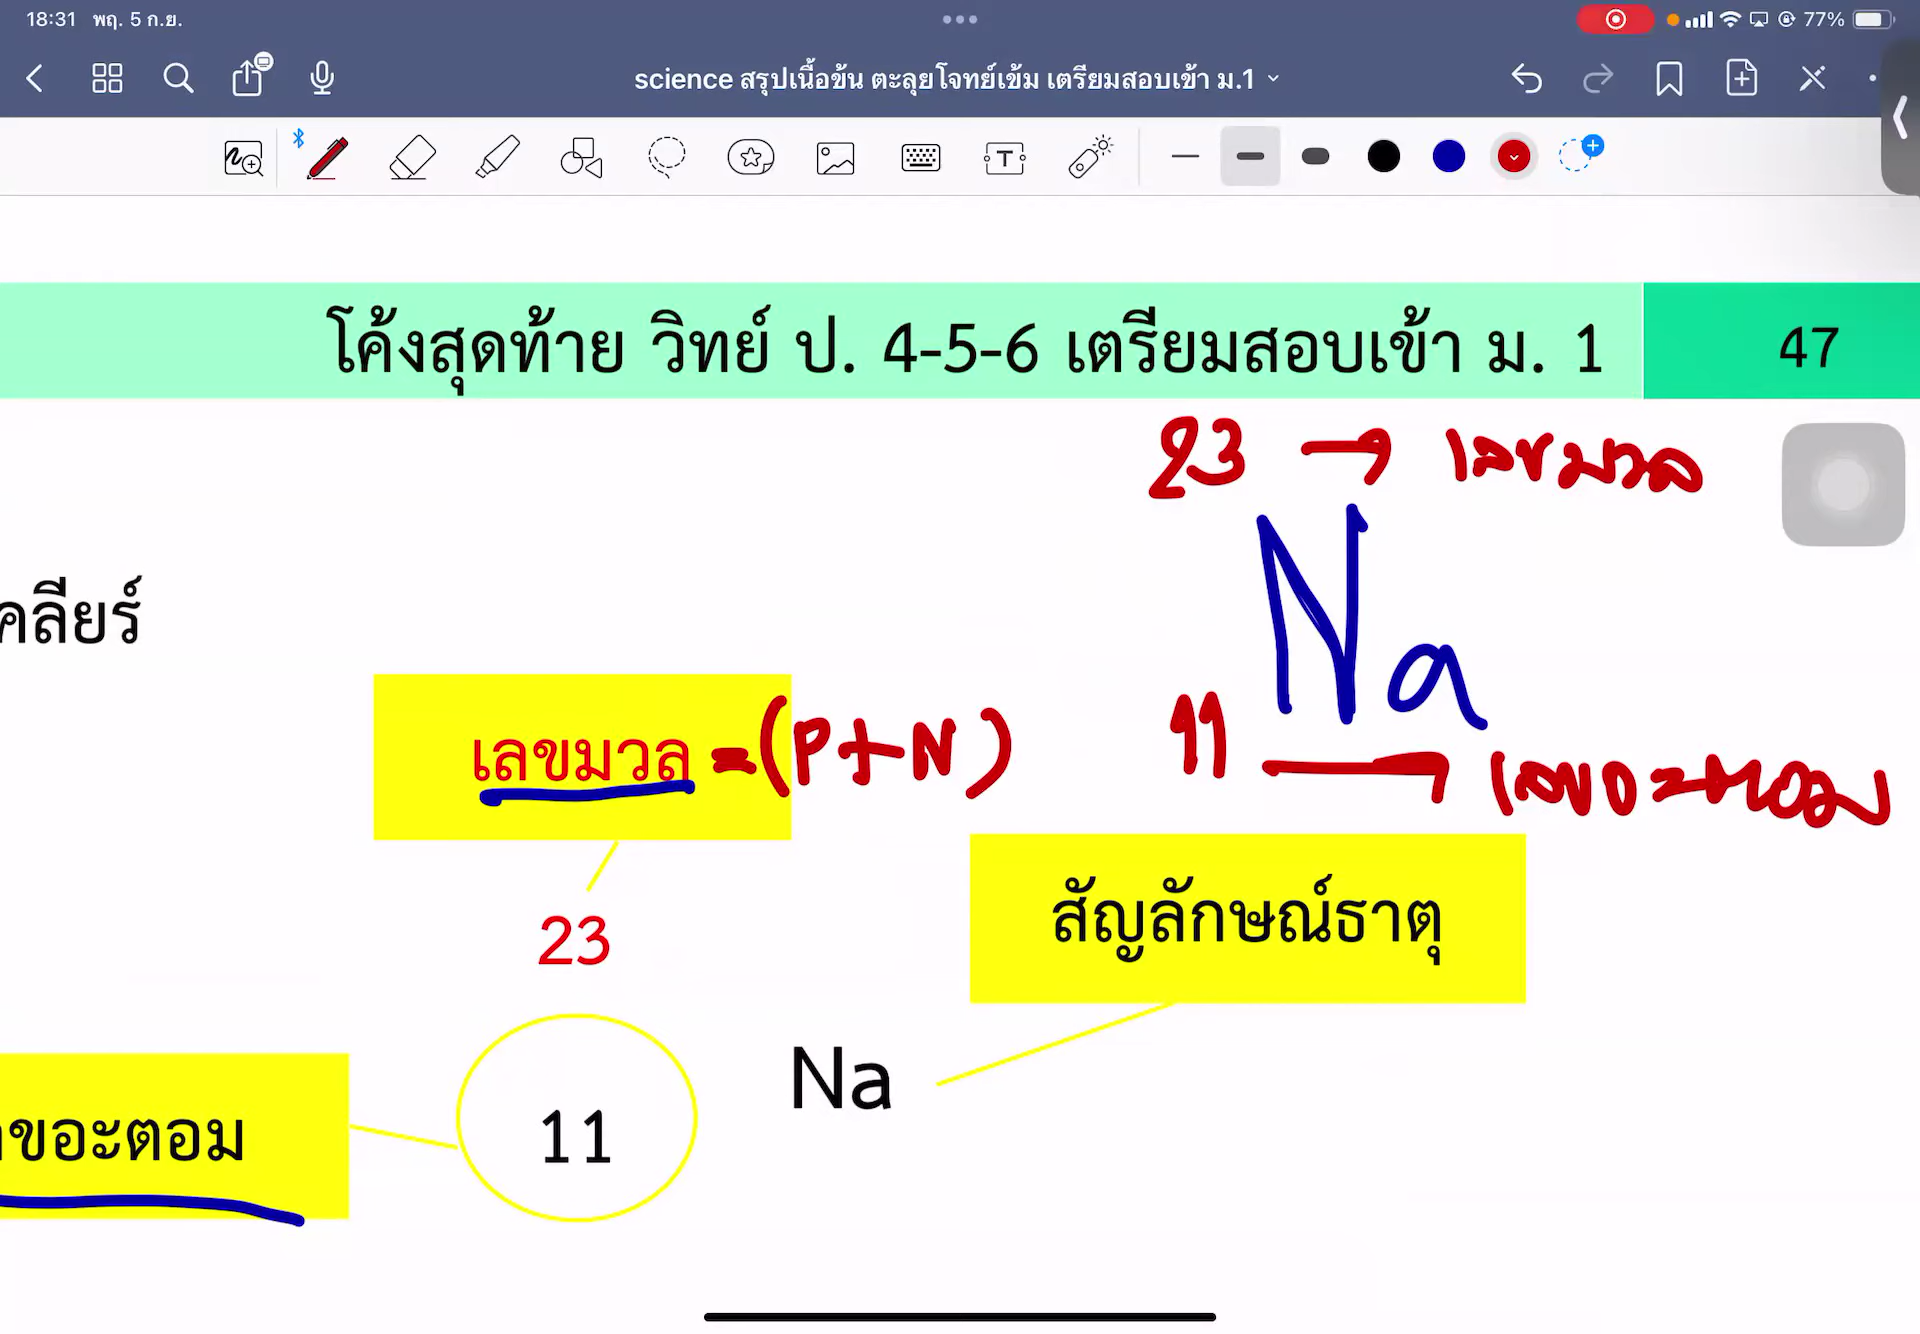 18:31 พฤ. 5 ก.ย.
77%
science สรุปเนื้อข้น ตะลุยโจทย์เข้ม เตรียมสอบเข้า ม.1
T
โค้งสุดท้าย วิทย์ ป. 4-5-6 เตรียมสอบเข้า ม. 1
47
23 → เลขมวล
Na
คลียร์
เลขมวล = (P+N)
11 → เลขอะตอม
23
สัญลักษณ์ธาตุ
Na
ขอะตอม
11